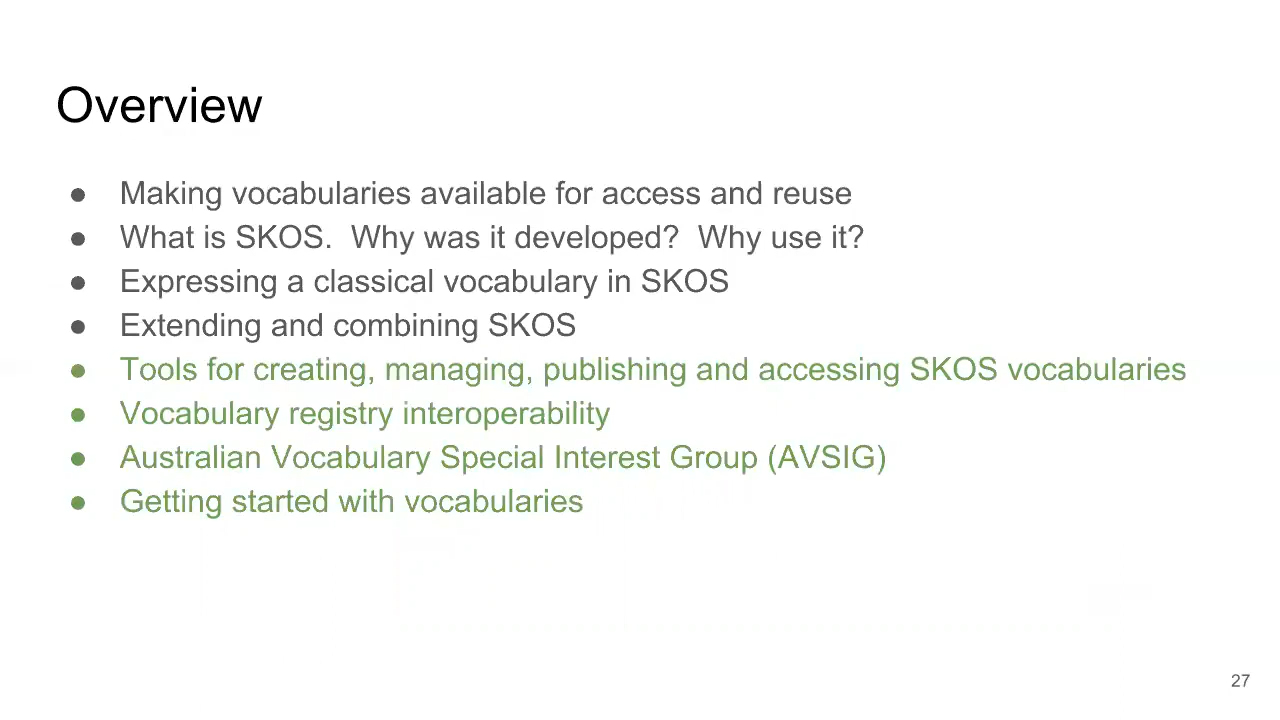 Overview
● Making vocabularies available for access and reuse
● What is SKOS.  Why was it developed?  Why use it?
● Expressing a classical vocabulary in SKOS
● Extending and combining SKOS
● Tools for creating, managing, publishing and accessing SKOS vocabularies
● Vocabulary registry interoperability
● Australian Vocabulary Special Interest Group (AVSIG)
● Getting started with vocabularies
27